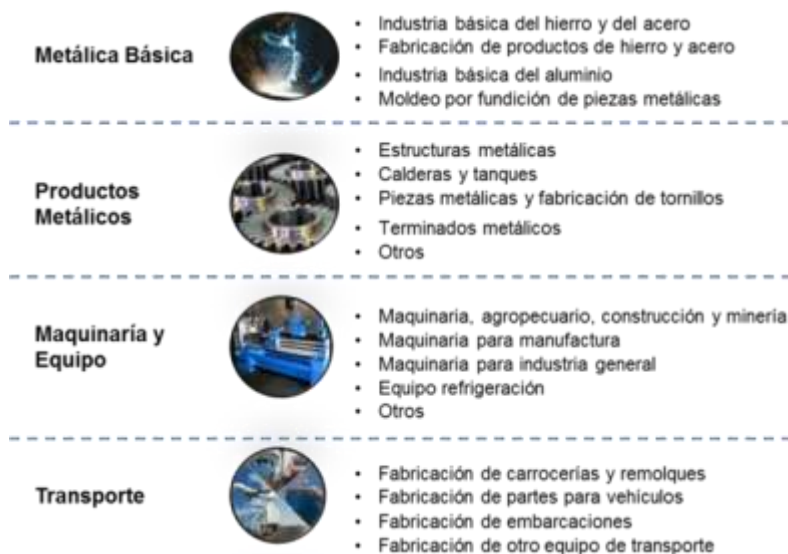 Metálica Básica
• Industria básica del hierro y del acero
• Fabricación de productos de hierro y acero
• Industria básica del aluminio
• Moldeo por fundición de piezas metálicas
Productos
Metálicos
• Estructuras metálicas
• Calderas y tanques
• Piezas metálicas y fabricación de tornillos
• Terminados metálicos
• Otros
Maquinaría y
Equipo
• Maquinaria, agropecuario, construcción y minería
• Maquinaria para manufactura
• Maquinaria para industria general
• Equipo refrigeración
• Otros
Transporte
• Fabricación de carrocerías y remolques
• Fabricación de partes para vehículos
• Fabricación de embarcaciones
• Fabricación de otro equipo de transporte